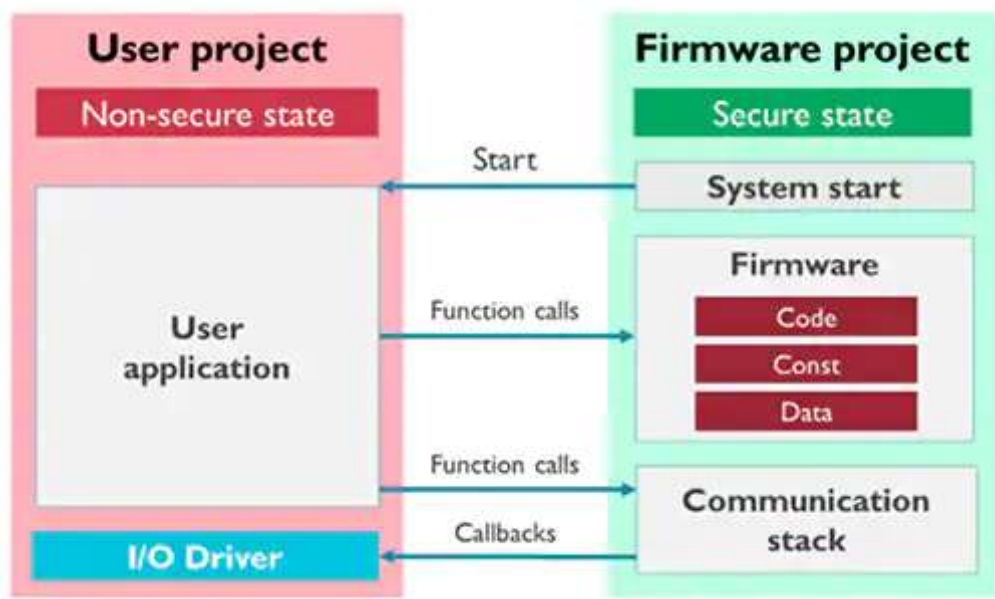 User project
Non-secure state
User
application
I/O Driver
Start
Function calls
Function calls
Callbacks
Firmware project
Secure state
System start
Firmware
Code
Const
Data
Communication
stack